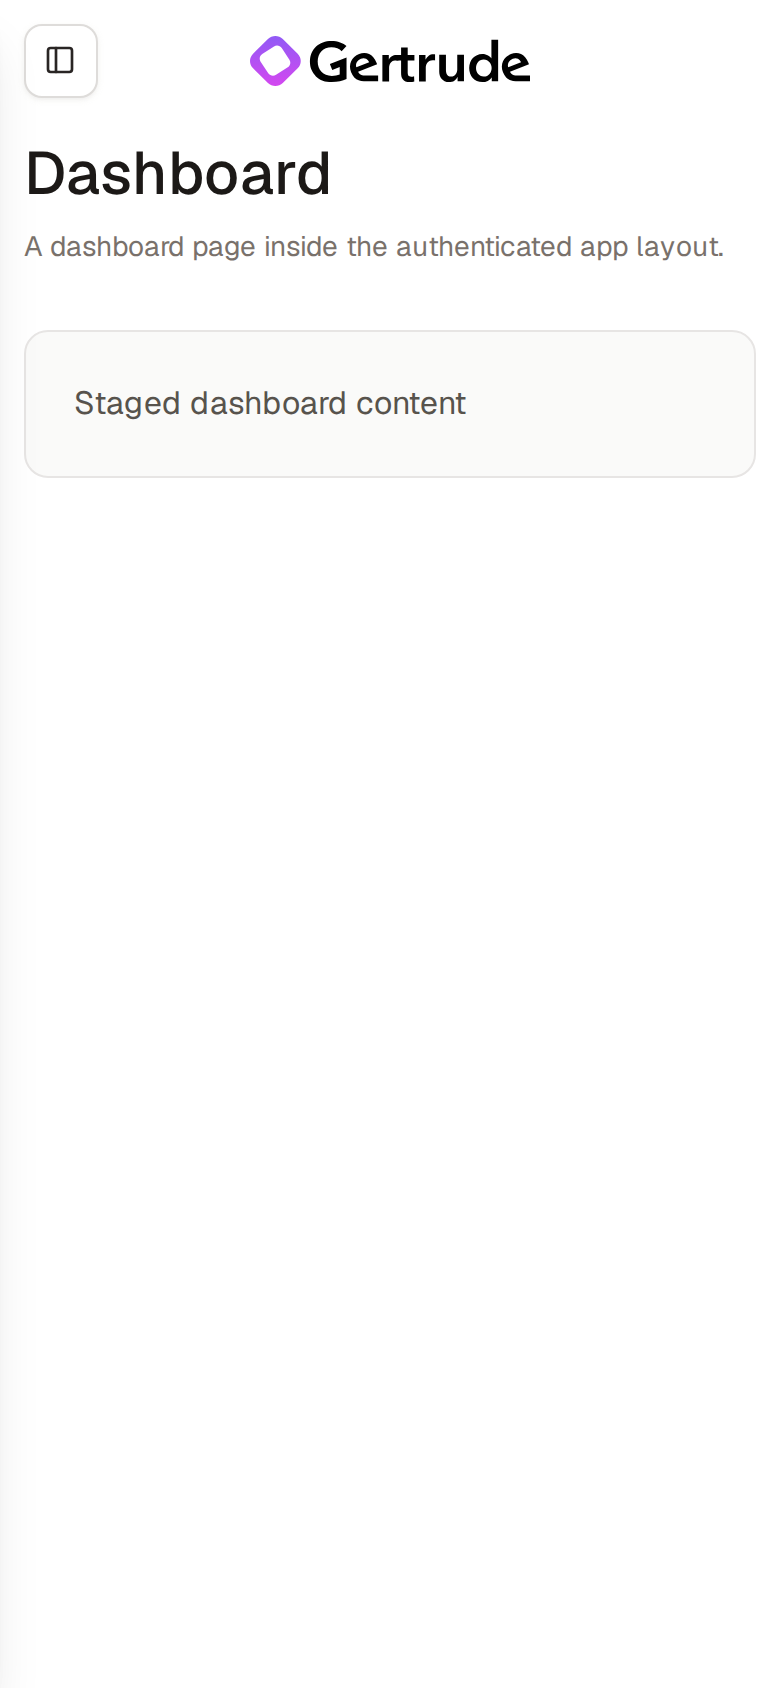 Gertrude
Dashboard
A dashboard page inside the authenticated app layout.
Staged dashboard content